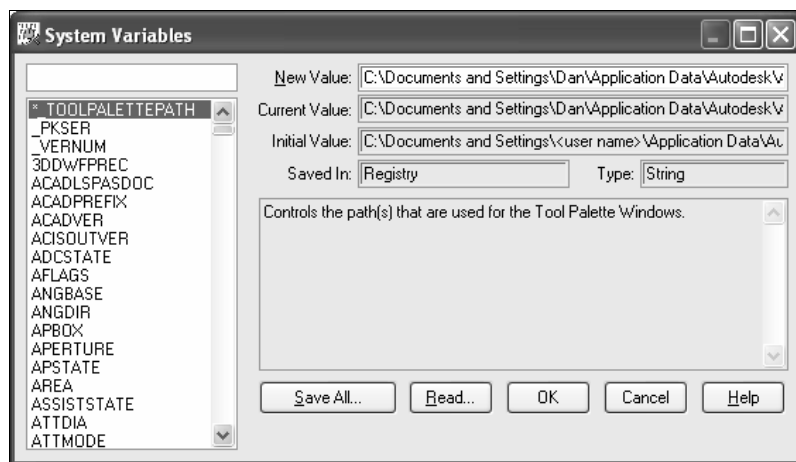 System Variables
New Value: C:\Documents and Settings\Dan\Application Data\Autodesk\
Current Value: C:\Documents and Settings\Dan\Application Data\Autodesk\
Initial Value: C:\Documents and Settings\<user name>\Application Data\Au
Saved In: Registry Type: String
Controls the path(s) that are used for the Tool Palette Windows.
*_TOOLPALETTEPATH
_PKSER
_VERNUM
3DDWFPREC
ACADLSPASDOC
ACADPREFIX
ACADVER
ACISOUTVER
ADCSTATE
AFLAGS
ANGBASE
ANGDIR
APBOX
APERTURE
APSTATE
AREA
ASSISTSTATE
ATTDIA
ATTMODE
Save All... Read... OK Cancel Help